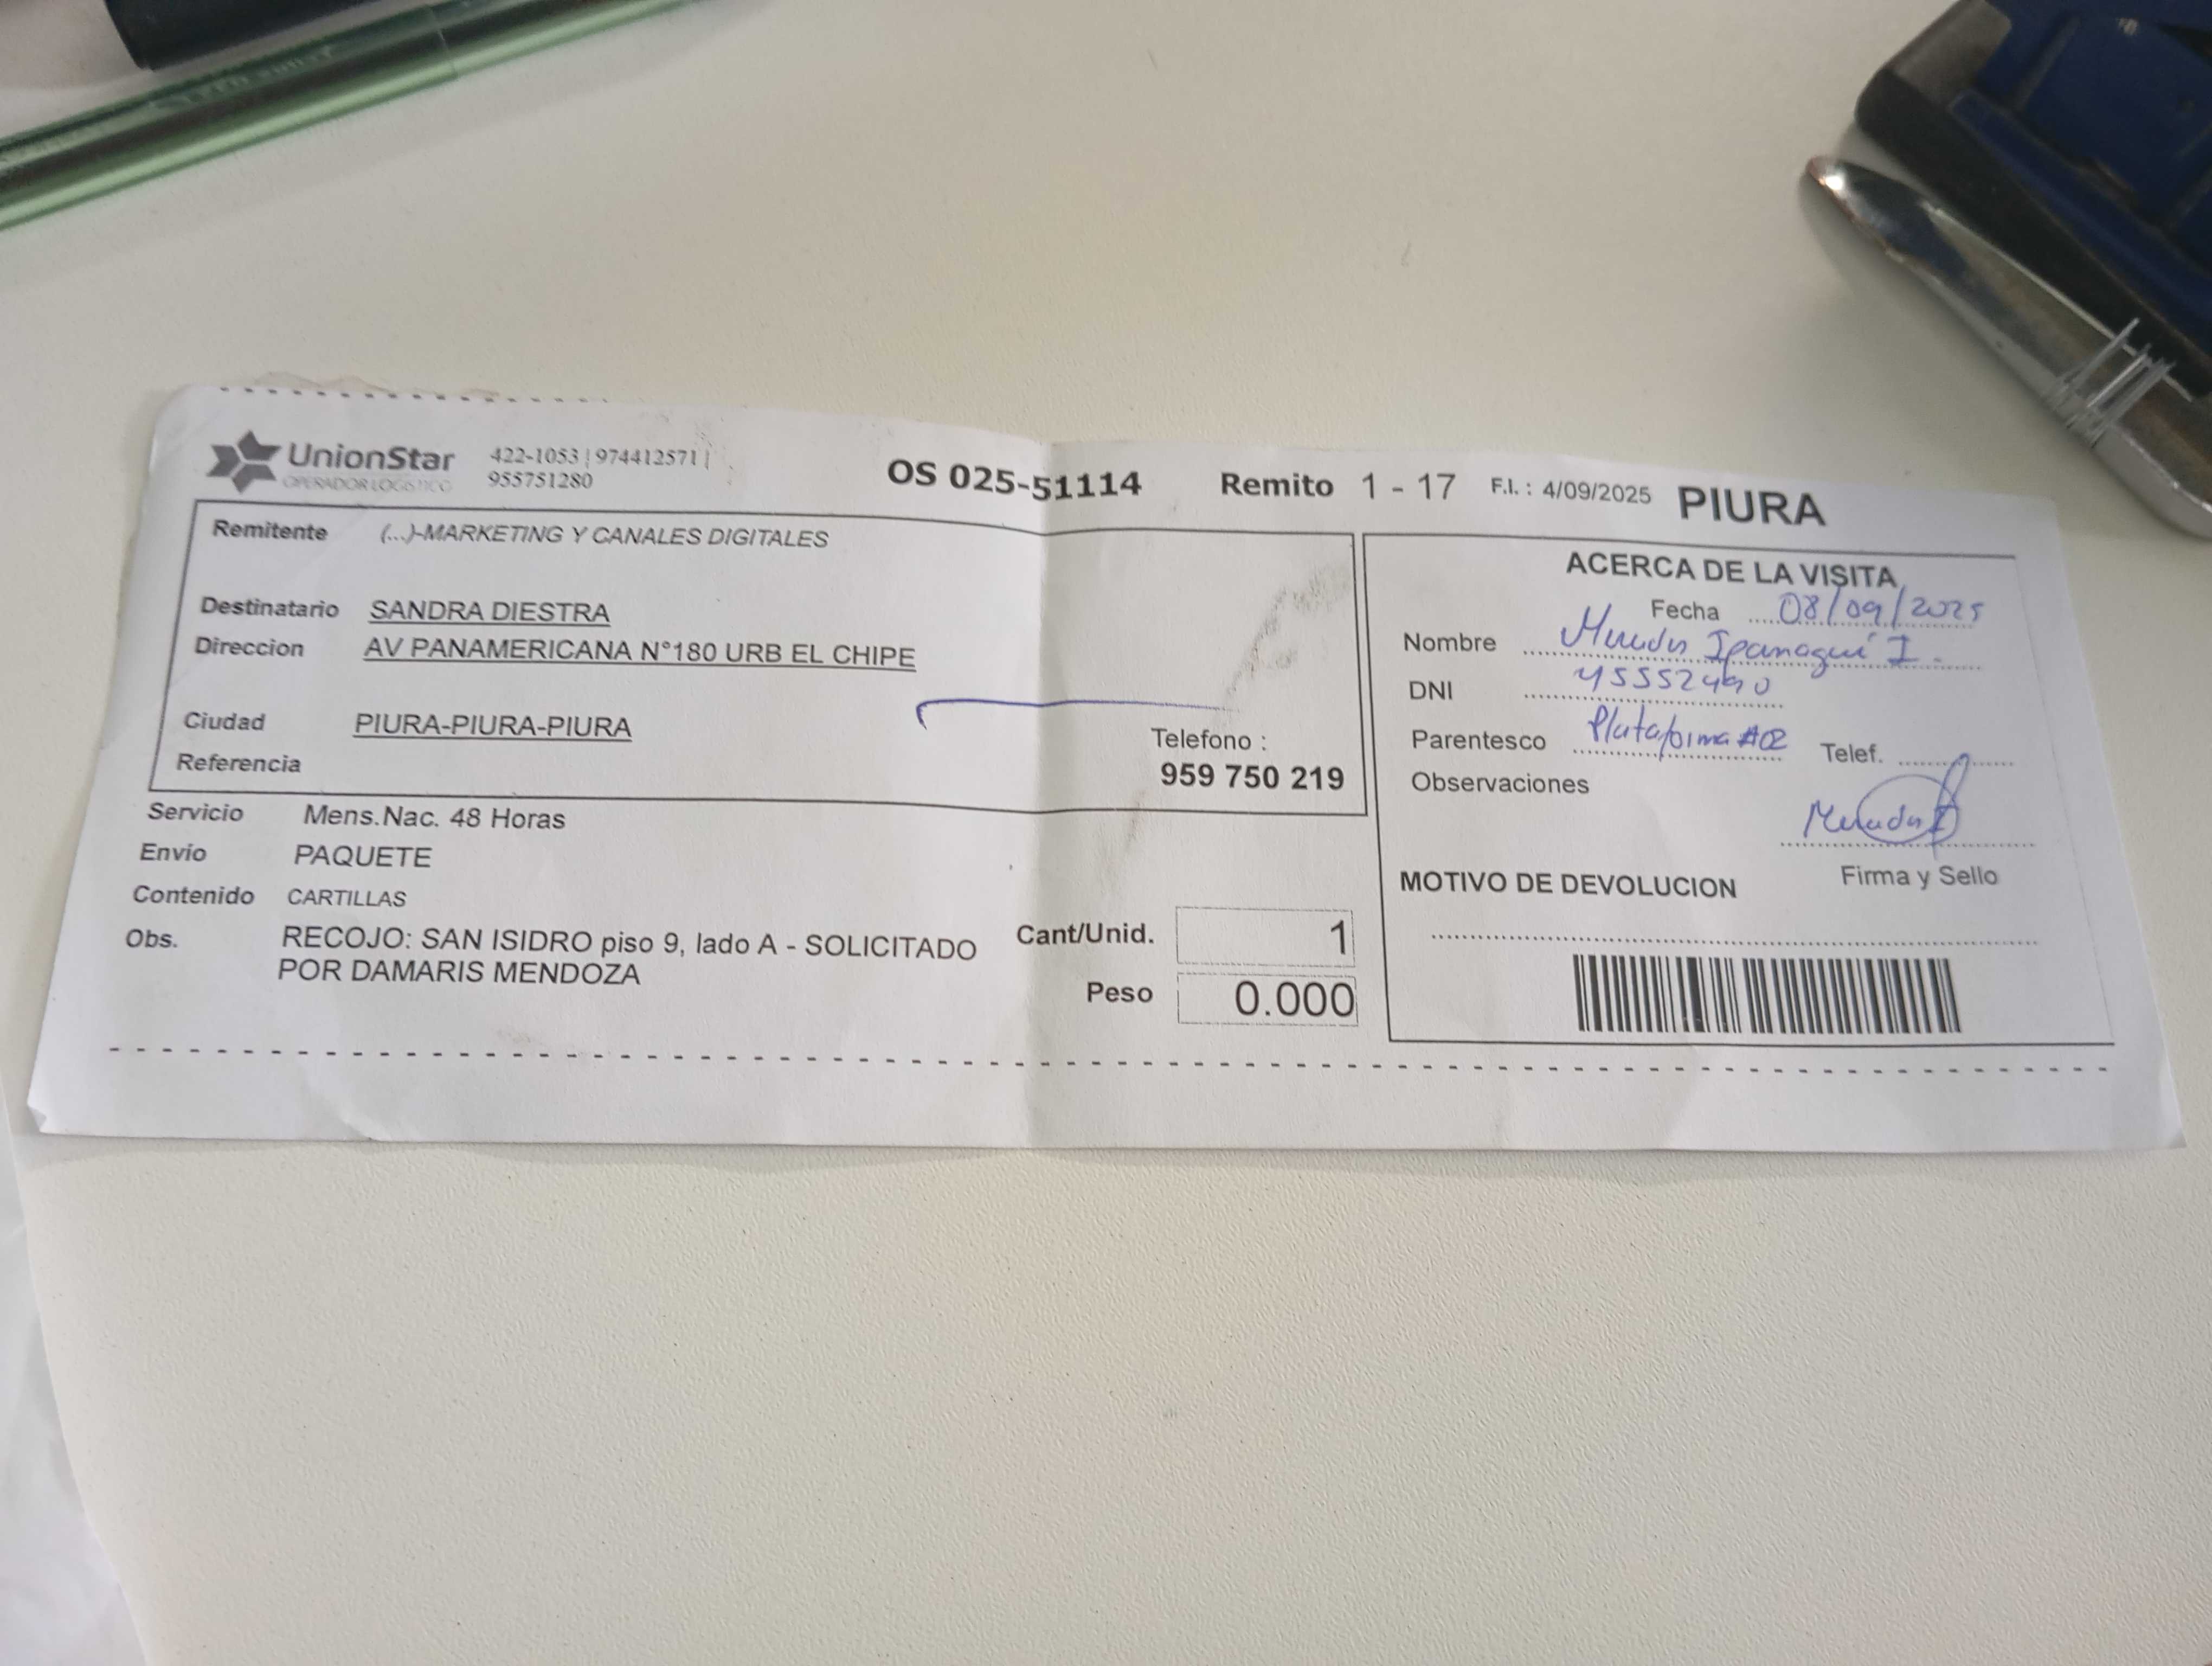 UnionStar
OPERADOR LOGISTICO
422-1053 | 974412571 |
955751280
OS 025-51114
Remito 1 - 17
F.I. : 4/09/2025
PIURA
Remitente (...)-MARKETING Y CANALES DIGITALES
Destinatario SANDRA DIESTRA
Direccion AV PANAMERICANA N°180 URB EL CHIPE
Ciudad PIURA-PIURA-PIURA
Referencia
Telefono :
959 750 219
Servicio Mens.Nac. 48 Horas
Envio PAQUETE
Contenido CARTILLAS
Obs. RECOJO: SAN ISIDRO piso 9, lado A - SOLICITADO
POR DAMARIS MENDOZA
Cant/Unid. 1
Peso 0.000
ACERCA DE LA VISITA
Fecha 08/09/2025
Nombre Ipanaqué I.
DNI 45552490
Parentesco Plataforma #02 Telef.
Observaciones
Firma y Sello
MOTIVO DE DEVOLUCION